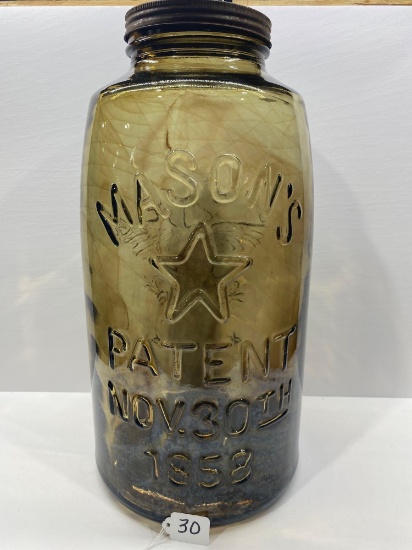 MASON'S
PATENT
NOV. 30TH
1858
30